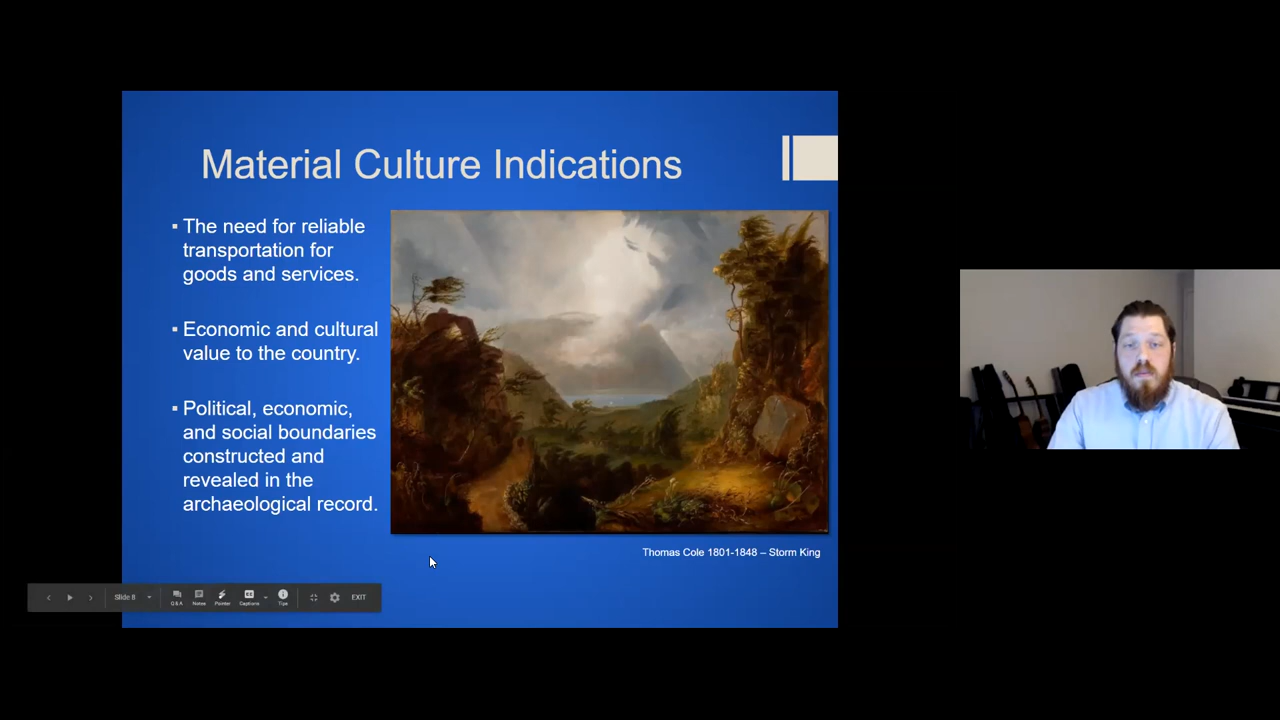 Material Culture Indications
▪ The need for reliable
transportation for
goods and services.
▪ Economic and cultural
value to the country.
▪ Political, economic,
and social boundaries
constructed and
revealed in the
archaeological record.
Thomas Cole 1801-1848 – Storm King
Slide 8
Q&A Notes Pointer Captions Tips EXIT